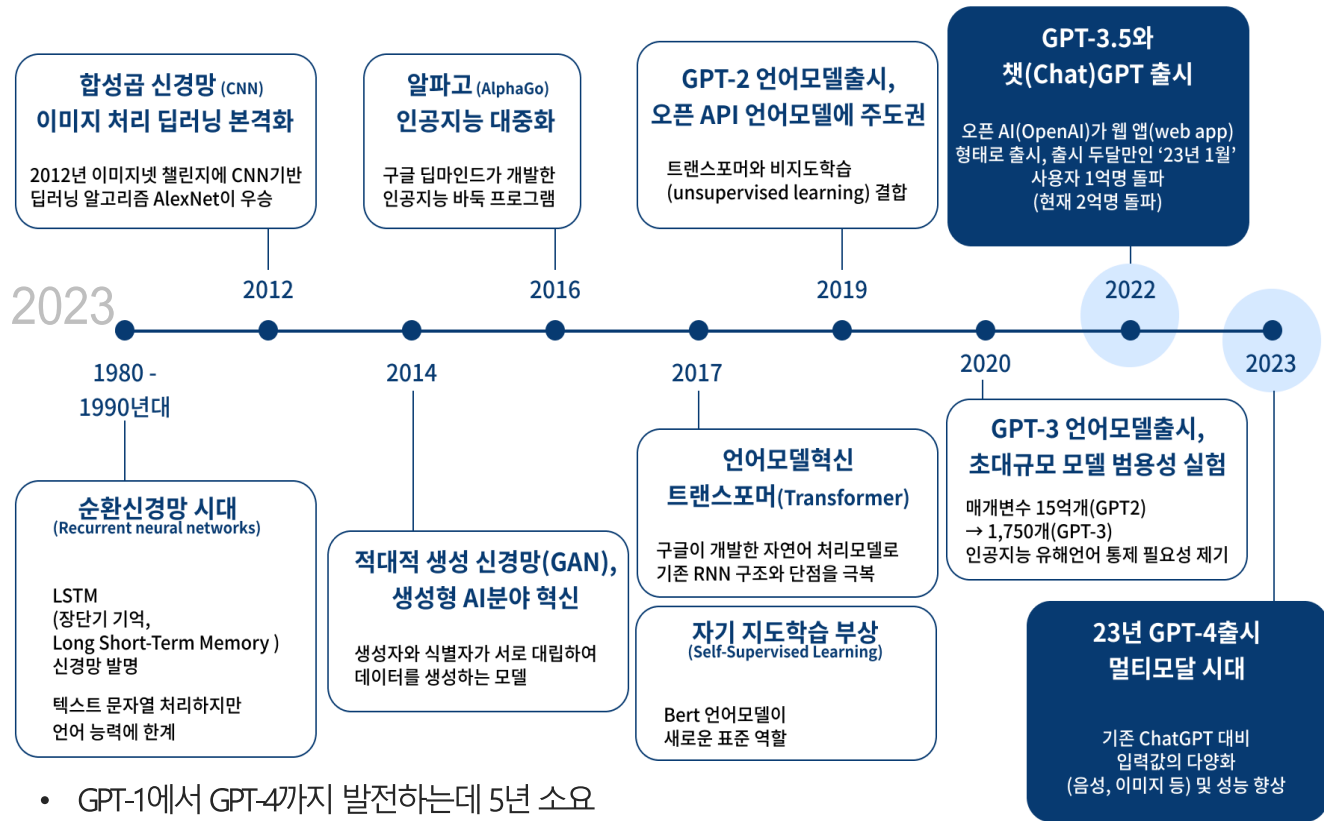 합성곱 신경망 (CNN)
이미지 처리 딥러닝 본격화
2012년 이미지넷 챌린지에 CNN기반
딥러닝 알고리즘 AlexNet이 우승
알파고 (AlphaGo)
인공지능 대중화
구글 딥마인드가 개발한
인공지능 바둑 프로그램
GPT-2 언어모델출시,
오픈 API 언어모델에 주도권
트랜스포머와 비지도학습
(unsupervised learning) 결합
GPT-3.5와
챗(Chat)GPT 출시
오픈 AI(OpenAI)가 웹 앱(web app)
형태로 출시, 출시 두달만인 ‘23년 1월’
사용자 1억명 돌파
(현재 2억명 돌파)
2023
2012
2016
2019
2022
1980 -
1990년대
2014
2017
2020
2023
순환신경망 시대
(Recurrent neural networks)
LSTM
(장단기 기억,
Long Short-Term Memory )
신경망 발명
텍스트 문자열 처리하지만
언어 능력에 한계
적대적 생성 신경망(GAN),
생성형 AI분야 혁신
생성자와 식별자가 서로 대립하여
데이터를 생성하는 모델
언어모델혁신
트랜스포머(Transformer)
구글이 개발한 자연어 처리모델로
기존 RNN 구조와 단점을 극복
자기 지도학습 부상
(Self-Supervised Learning)
Bert 언어모델이
새로운 표준 역할
GPT-3 언어모델출시,
초대규모 모델 범용성 실험
매개변수 15억개(GPT2)
→ 1,750개(GPT-3)
인공지능 유해언어 통제 필요성 제기
23년 GPT-4출시
멀티모달 시대
기존 ChatGPT 대비
입력값의 다양화
(음성, 이미지 등) 및 성능 향상
• GPT-1에서 GPT-4까지 발전하는데 5년 소요